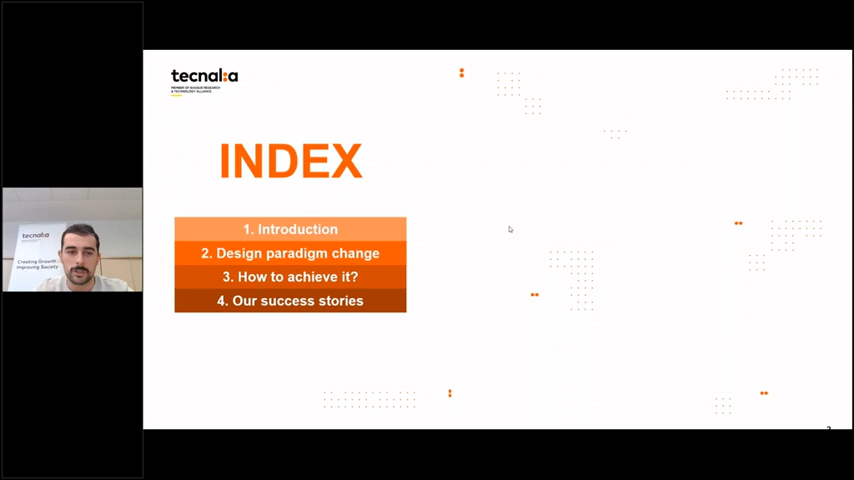 tecnal:a
MEMBER OF BASQUE RESEARCH
& TECHNOLOGY ALLIANCE
INDEX
1. Introduction
2. Design paradigm change
3. How to achieve it?
4. Our success stories
tecnal:a
Creating Growth
Improving Society